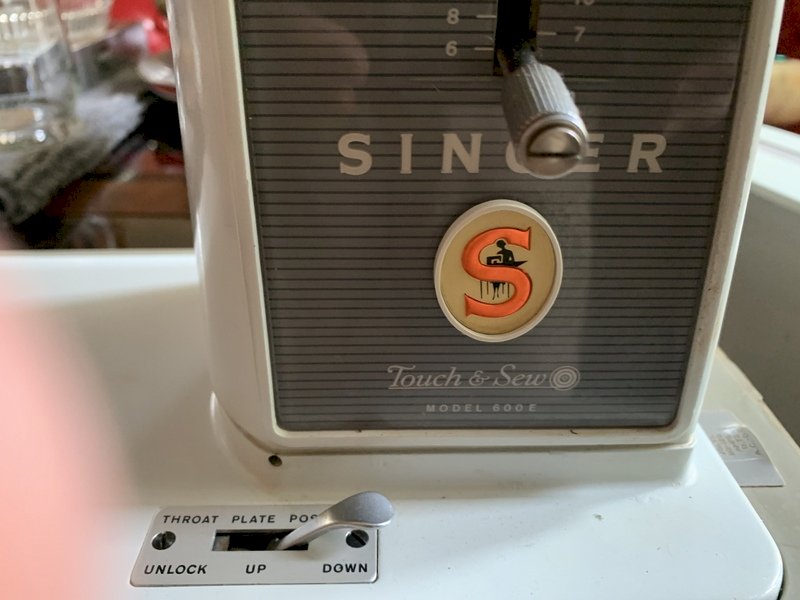 8
7
6
SINGER
S
Touch & Sew
MODEL 600E
THROAT PLATE
UNLOCK UP DOWN